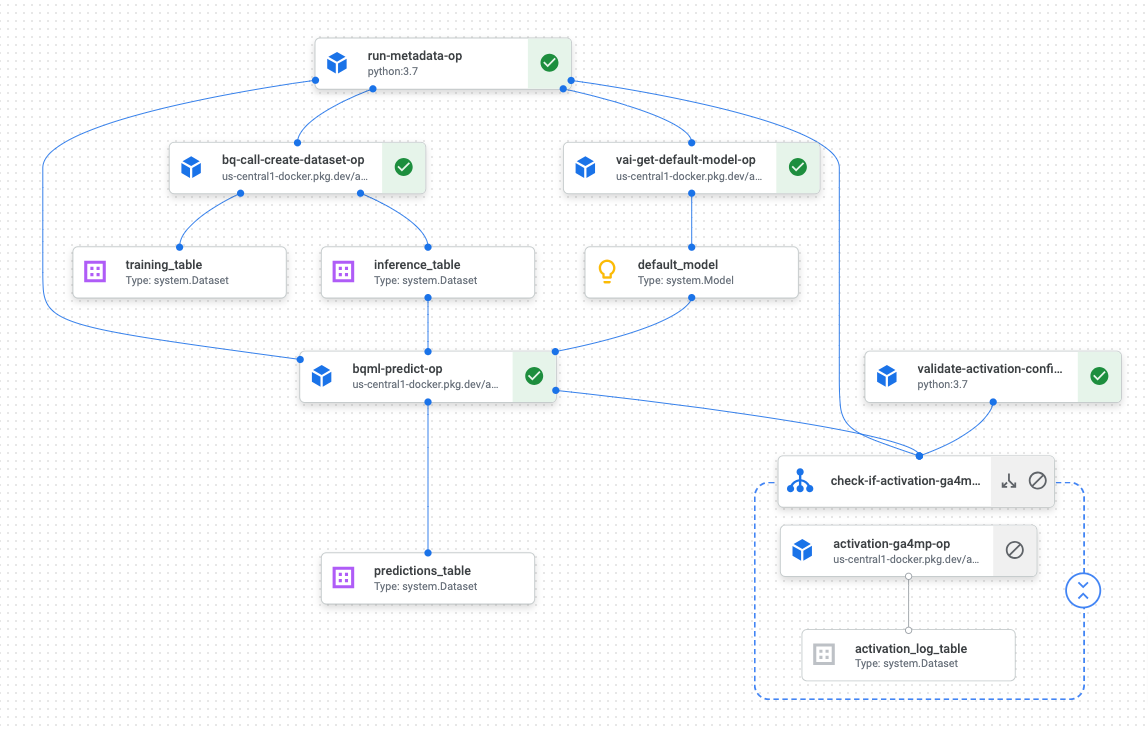 run-metadata-op
python:3.7
bq-call-create-dataset-op
us-central1-docker.pkg.dev/a...
vai-get-default-model-op
us-central1-docker.pkg.dev/a...
training_table
Type: system.Dataset
inference_table
Type: system.Dataset
default_model
Type: system.Model
bqml-predict-op
us-central1-docker.pkg.dev/a...
validate-activation-confi...
python:3.7
check-if-activation-ga4m...
activation-ga4mp-op
us-central1-docker.pkg.dev/a...
predictions_table
Type: system.Dataset
activation_log_table
Type: system.Dataset